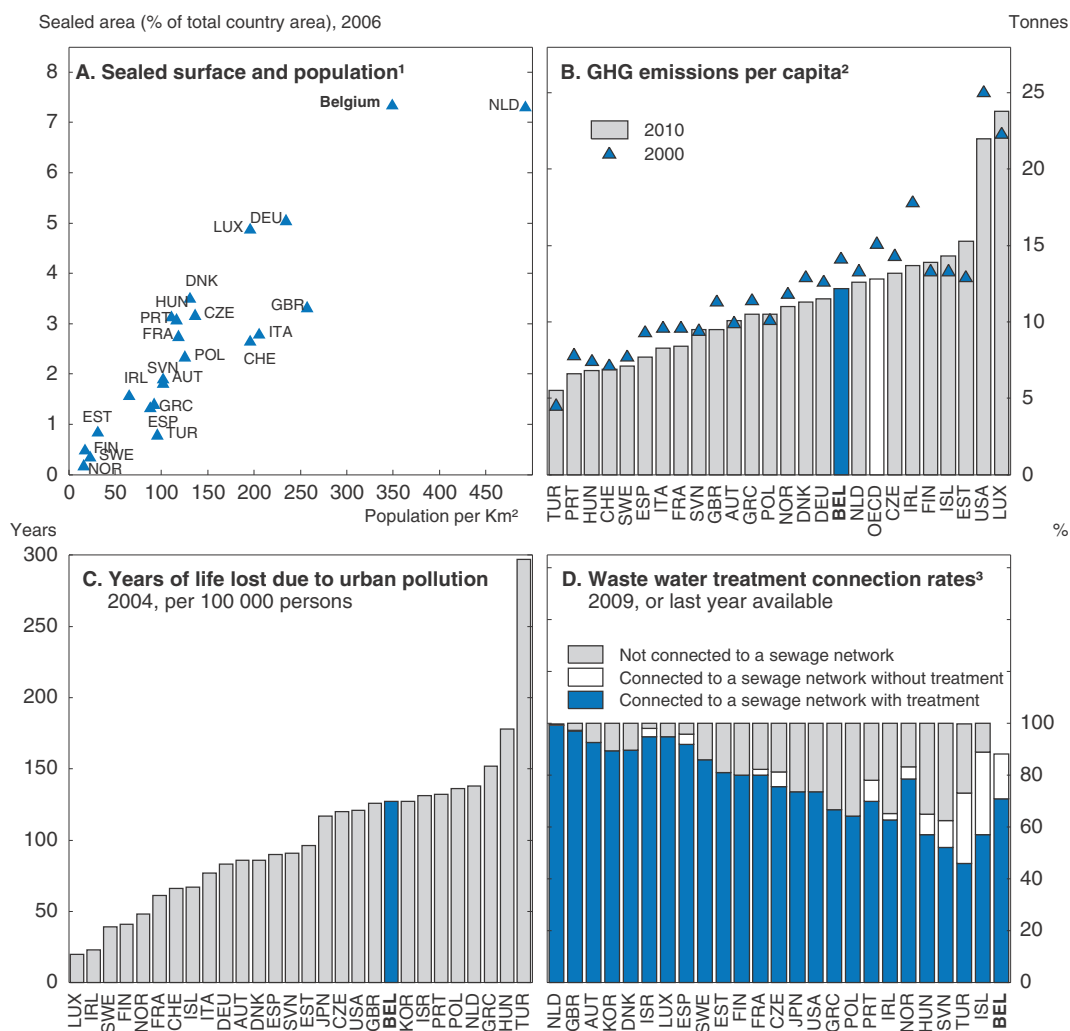 Sealed area (% of total country area), 2006
Tonnes
A. Sealed surface and population¹
8
7
6
5
4
3
2
1
0
Belgium
NLD
DEU
LUX
DNK
HUN
PRT
CZE
GBR
FRA
ITA
CHE
POL
SVN
AUT
IRL
GRC
ESP
EST
TUR
FIN
SWE
NOR
0 50 100 150 200 250 300 350 400 450
Population per Km²
B. GHG emissions per capita²
2010
2000
25
20
15
10
5
0
TUR PRT HUN CHE SWE ESP ITA FRA SVN GBR AUT GRC POL NOR DNK DEU BEL NLD OECD CZE IRL FIN ISL EST USA LUX
Years
%
C. Years of life lost due to urban pollution
2004, per 100 000 persons
300
250
200
150
100
50
0
LUX IRL SWE FIN NOR FRA CHE ISL ITA DEU AUT DNK ESP SVN EST JPN CZE USA GBR BEL KOR ISR PRT POL NLD GRC HUN TUR
D. Waste water treatment connection rates³
2009, or last year available
Not connected to a sewage network
Connected to a sewage network without treatment
Connected to a sewage network with treatment
100
80
60
40
20
0
NLD GBR AUT KOR DNK ISR LUX ESP SWE EST FIN FRA CZE JPN USA GRC POL PRT IRL NOR HUN SVN TUR ISL BEL